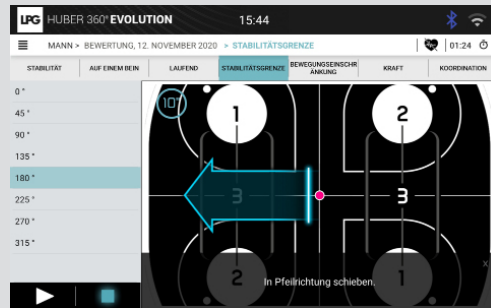 LPG HUBER 360° EVOLUTION 15:44
MANN > BEWERTUNG, 12. NOVEMBER 2020 > STABILITÄTSGRENZE 01:24
STABILITÄT AUF EINEM BEIN LAUFEND STABILITÄTSGRENZE BEWEGUNGSEINSCHR
ÄNKUNG KRAFT KOORDINATION
0 °
45 °
90 °
135 °
180 °
225 °
270 °
315 °
10°
1 2
3 3
2 1
In Pfeilrichtung schieben.
X